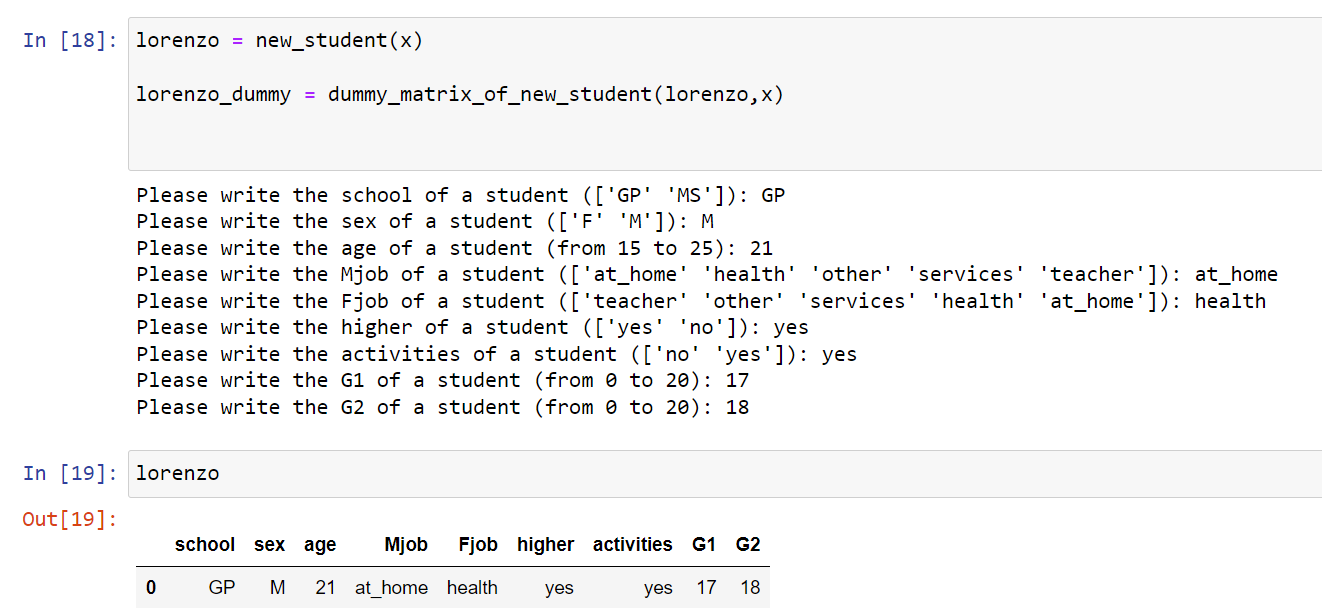 In [18]: lorenzo = new_student(x)
lorenzo_dummy = dummy_matrix_of_new_student(lorenzo,x)
Please write the school of a student (['GP' 'MS']): GP
Please write the sex of a student (['F' 'M']): M
Please write the age of a student (from 15 to 25): 21
Please write the Mjob of a student (['at_home' 'health' 'other' 'services' 'teacher']): at_home
Please write the Fjob of a student (['teacher' 'other' 'services' 'health' 'at_home']): health
Please write the higher of a student (['yes' 'no']): yes
Please write the activities of a student (['no' 'yes']): yes
Please write the G1 of a student (from 0 to 20): 17
Please write the G2 of a student (from 0 to 20): 18
In [19]: lorenzo
Out[19]:
school sex age Mjob Fjob higher activities G1 G2
0 GP M 21 at_home health yes yes 17 18